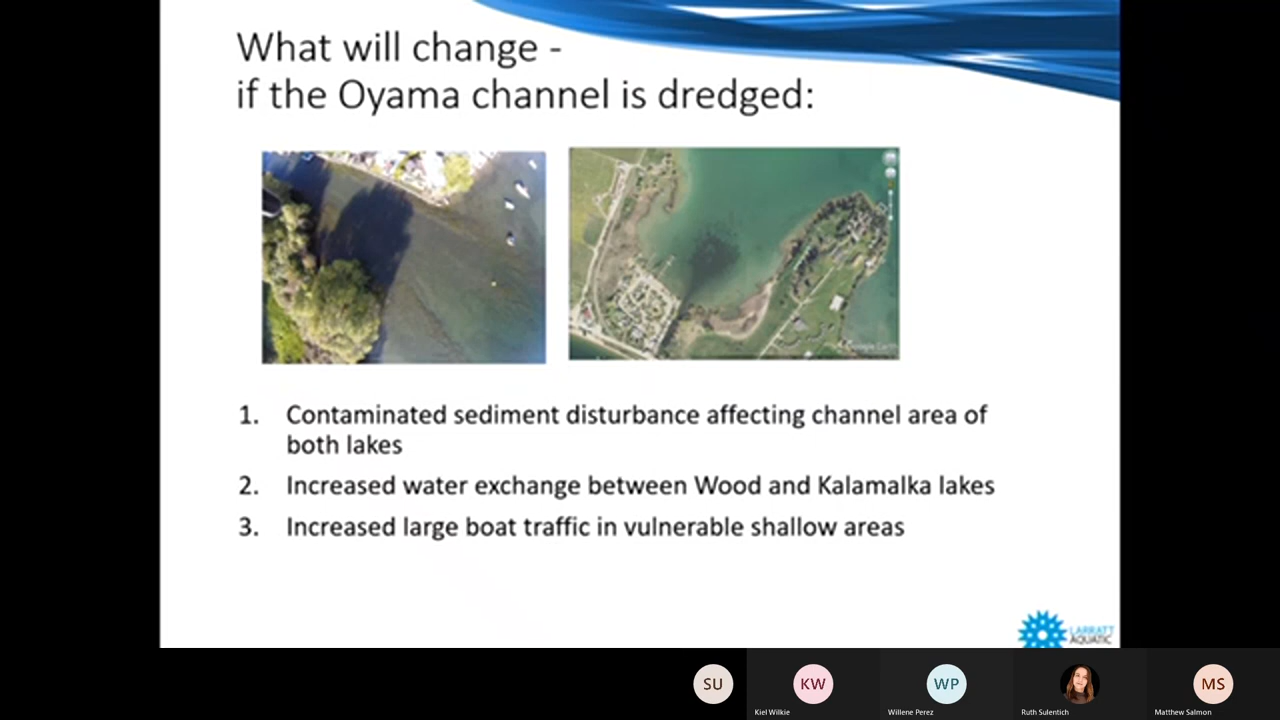 What will change -
if the Oyama channel is dredged:
Google Earth
1. Contaminated sediment disturbance affecting channel area of
both lakes
2. Increased water exchange between Wood and Kalamalka lakes
3. Increased large boat traffic in vulnerable shallow areas
LARRATT
AQUATIC
SU
KW
WP
MS
Kiel Wilkie
Willene Perez
Ruth Sulentich
Matthew Salmon